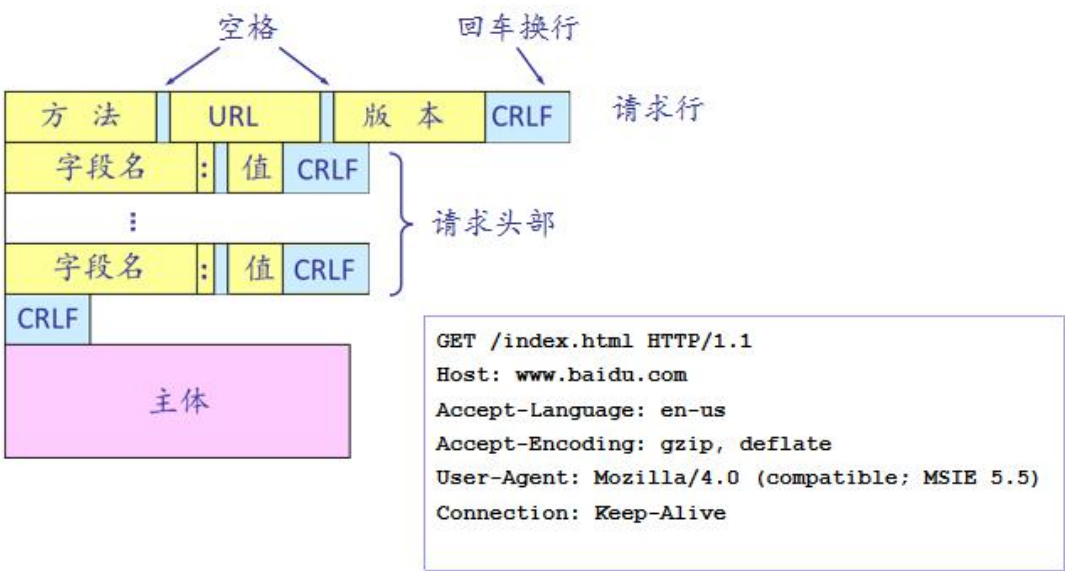 空格 回车换行
方 法 URL 版 本 CRLF 请求行
字段名 : 值 CRLF
⋮ 请求头部
字段名 : 值 CRLF
CRLF
主体
GET /index.html HTTP/1.1
Host: www.baidu.com
Accept-Language: en-us
Accept-Encoding: gzip, deflate
User-Agent: Mozilla/4.0 (compatible; MSIE 5.5)
Connection: Keep-Alive